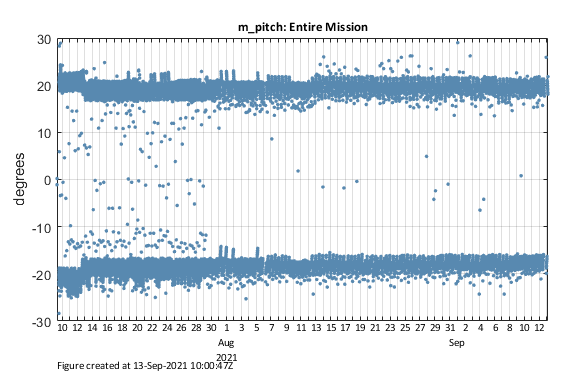 m_pitch: Entire Mission
30
20
10
0
-10
-20
-30
degrees
10 12 14 16 18 20 22 24 26 28 30 1 3 5 7 9 11 13 15 17 19 21 23 25 27 29 31 2 4 6 8 10 12
Aug Sep
2021
Figure created at 13-Sep-2021 10:00:47Z